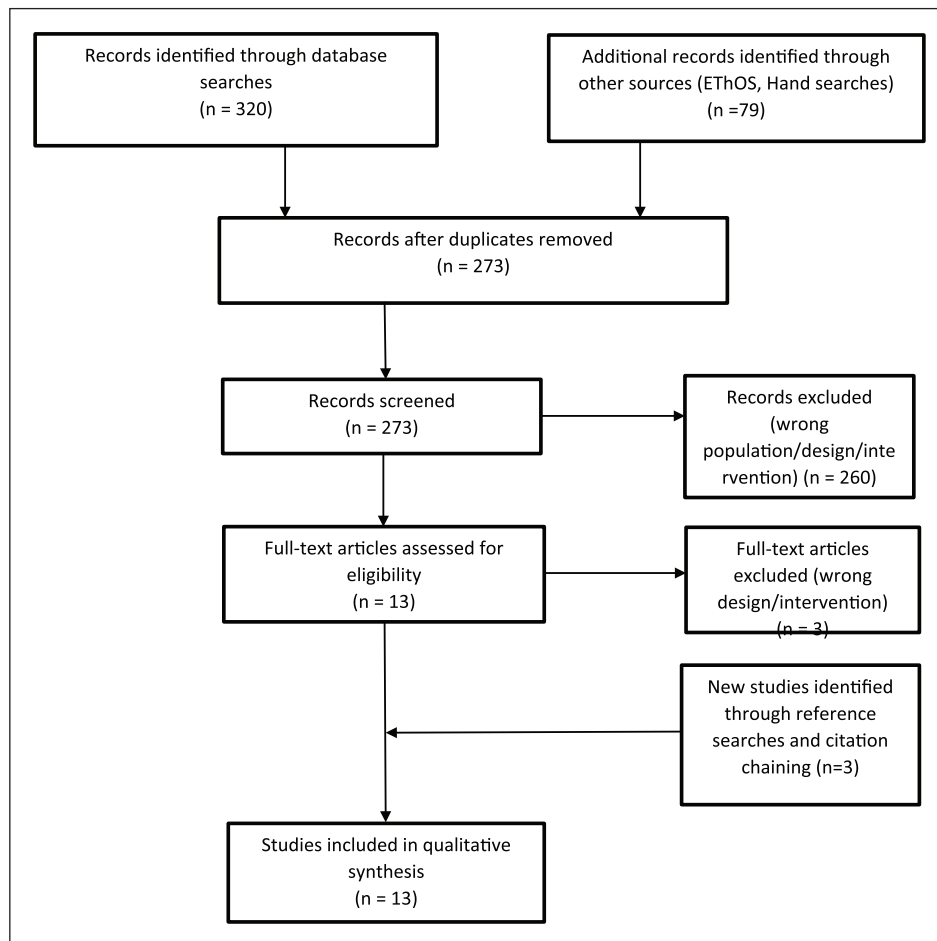 Records identified through database
searches
(n = 320)
Additional records identified through
other sources (EThOS, Hand searches)
(n =79)
Records after duplicates removed
(n = 273)
Records screened
(n = 273)
Records excluded
(wrong
population/design/inte
rvention) (n = 260)
Full-text articles assessed for
eligibility
(n = 13)
Full-text articles
excluded (wrong
design/intervention)
(n = 3)
New studies identified
through reference
searches and citation
chaining (n=3)
Studies included in qualitative
synthesis
(n = 13)